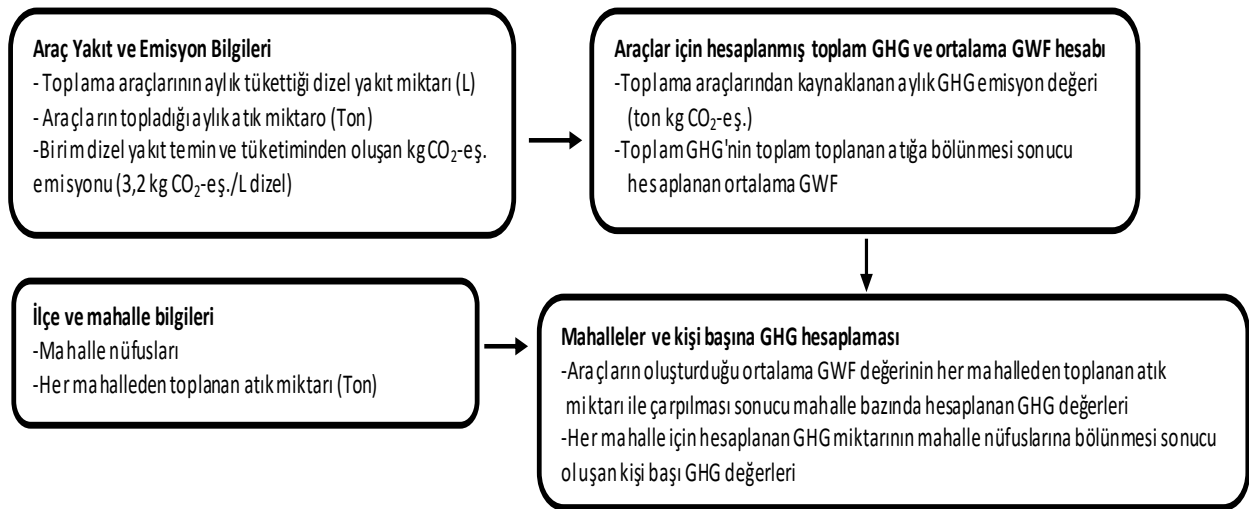 Araç Yakıt ve Emisyon Bilgileri
- Toplama araçlarının aylık tükettiği dizel yakıt miktarı (L)
- Araçların topladığı aylık atık miktaro (Ton)
-Birim dizel yakıt temin ve tüketiminden oluşan kg CO₂-eş.
emisyonu (3,2 kg CO₂-eş./L dizel)
Araçlar için hesaplanmış toplam GHG ve ortalama GWF hesabı
-Toplama araçlarından kaynaklanan aylık GHG emisyon değeri
(ton kg CO₂-eş.)
-Toplam GHG'nin toplam toplanan atığa bölünmesi sonucu
hesaplanan ortalama GWF
İlçe ve mahalle bilgileri
-Mahalle nüfusları
-Her mahalleden toplanan atık miktarı (Ton)
Mahalleler ve kişi başına GHG hesaplaması
-Araçların oluşturduğu ortalama GWF değerinin her mahalleden toplanan atık
miktarı ile çarpılması sonucu mahalle bazında hesaplanan GHG değerleri
-Her mahalle için hesaplanan GHG miktarının mahalle nüfuslarına bölünmesi sonucu
oluşan kişi başı GHG değerleri